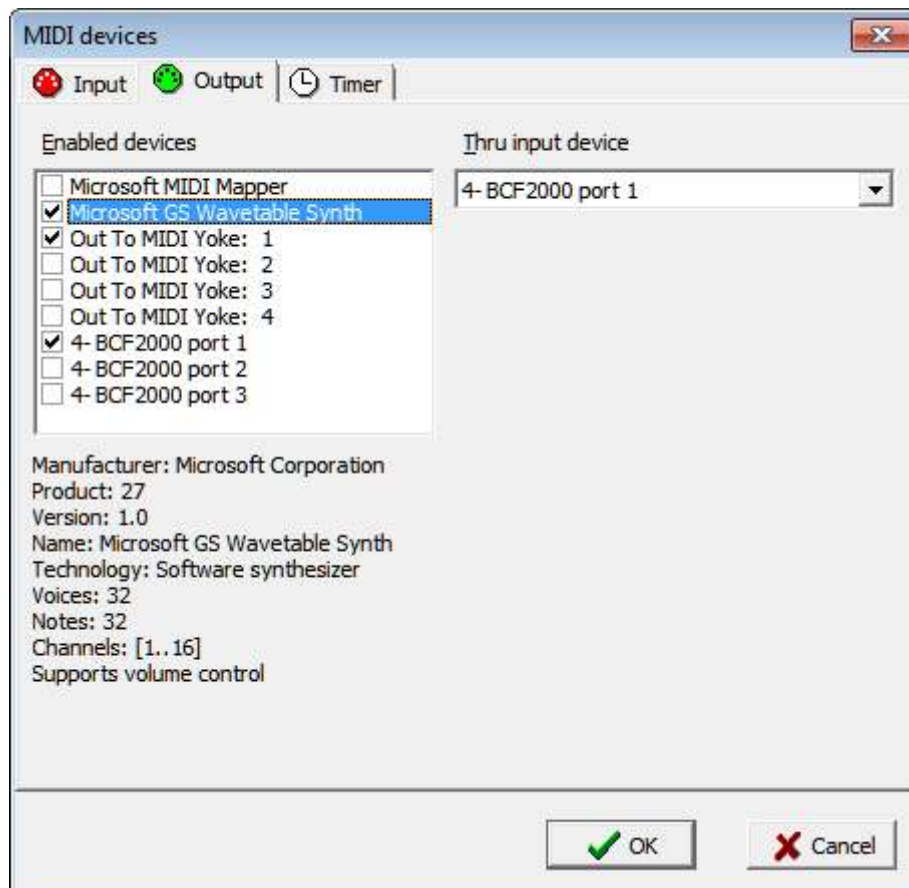 MIDI devices
Input Output Timer
Enabled devices
Thru input device
Microsoft MIDI Mapper
Microsoft GS Wavetable Synth
Out To MIDI Yoke: 1
Out To MIDI Yoke: 2
Out To MIDI Yoke: 3
Out To MIDI Yoke: 4
4- BCF2000 port 1
4- BCF2000 port 2
4- BCF2000 port 3
4- BCF2000 port 1
Manufacturer: Microsoft Corporation
Product: 27
Version: 1.0
Name: Microsoft GS Wavetable Synth
Technology: Software synthesizer
Voices: 32
Notes: 32
Channels: [1..16]
Supports volume control
OK Cancel